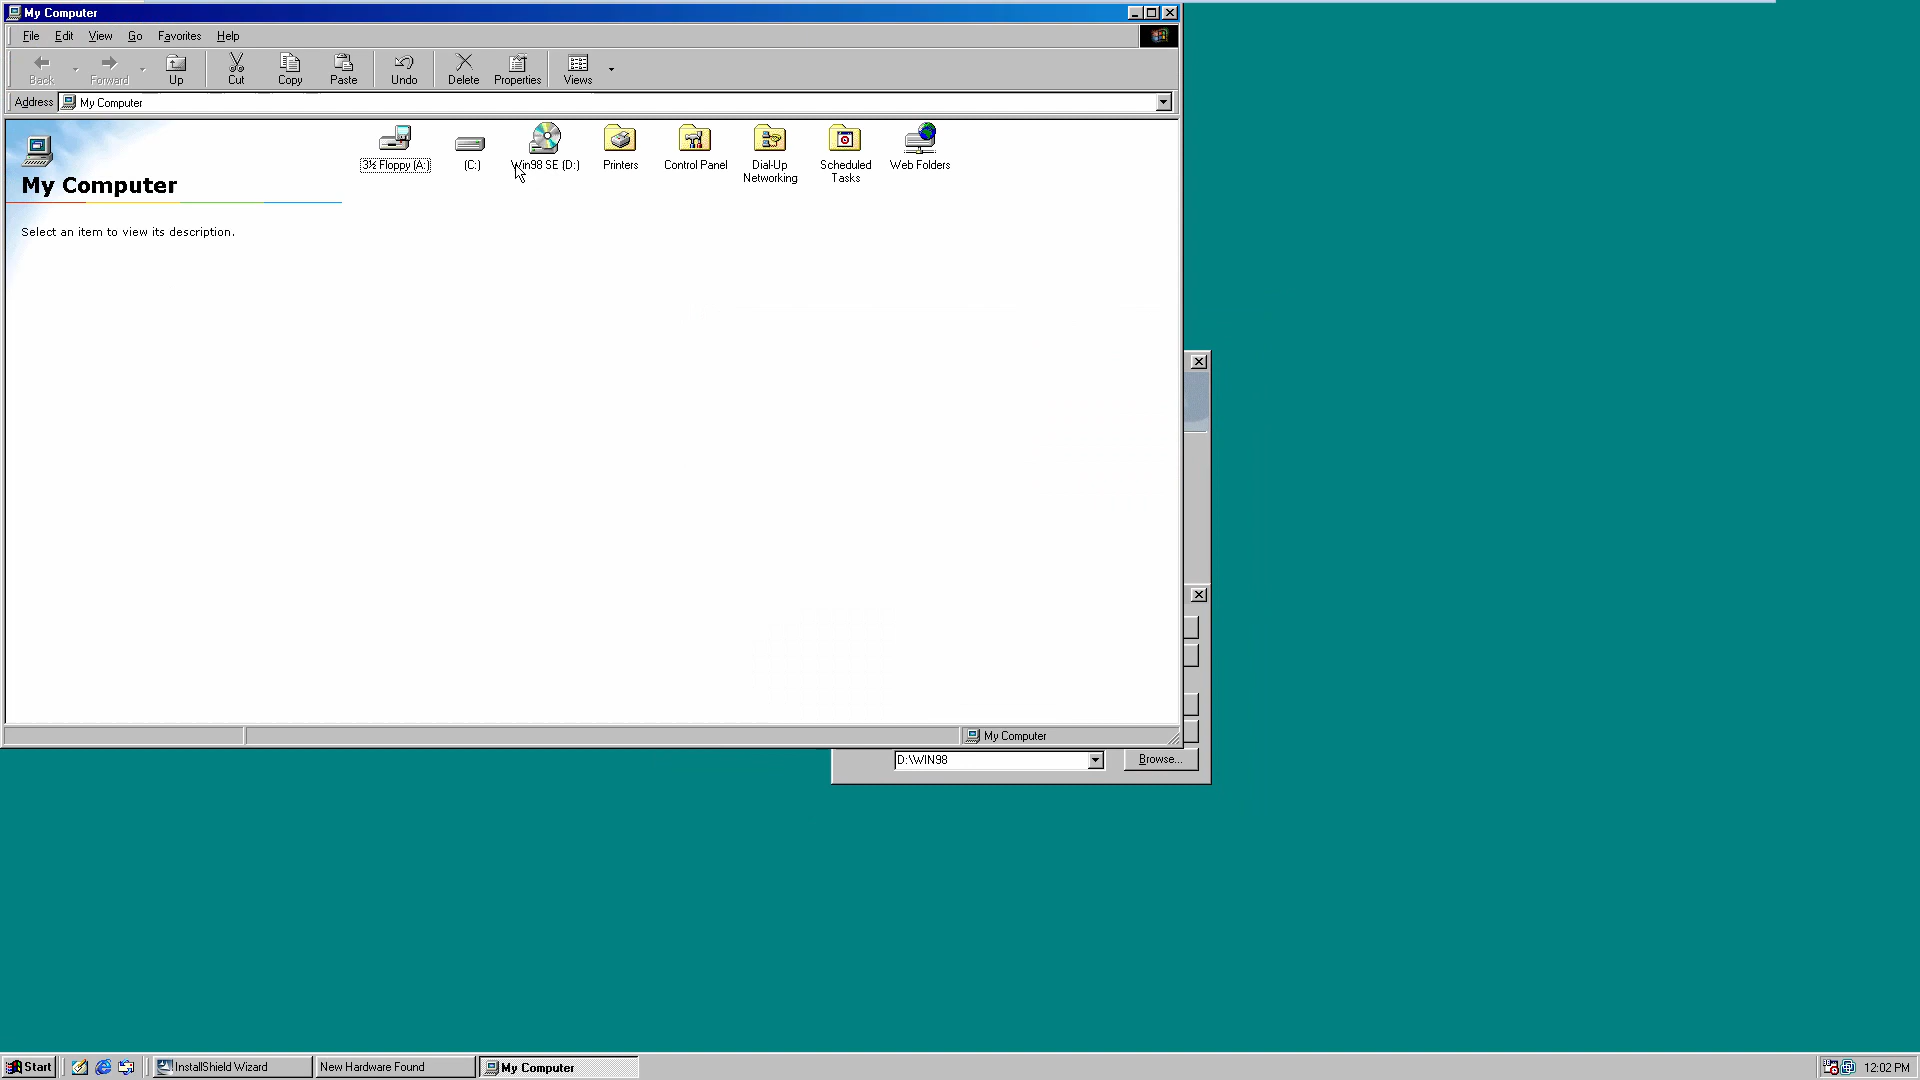 My Computer
File Edit View Go Favorites Help
Back Forward Up Cut Copy Paste Undo Delete Properties Views
Address My Computer
3½ Floppy (A:) (C:) Win98 SE (D:) Printers Control Panel Dial-Up Networking Scheduled Tasks Web Folders
My Computer
Select an item to view its description.
My Computer
D:\WIN98 Browse...
Start InstallShield Wizard New Hardware Found My Computer 12:02 PM